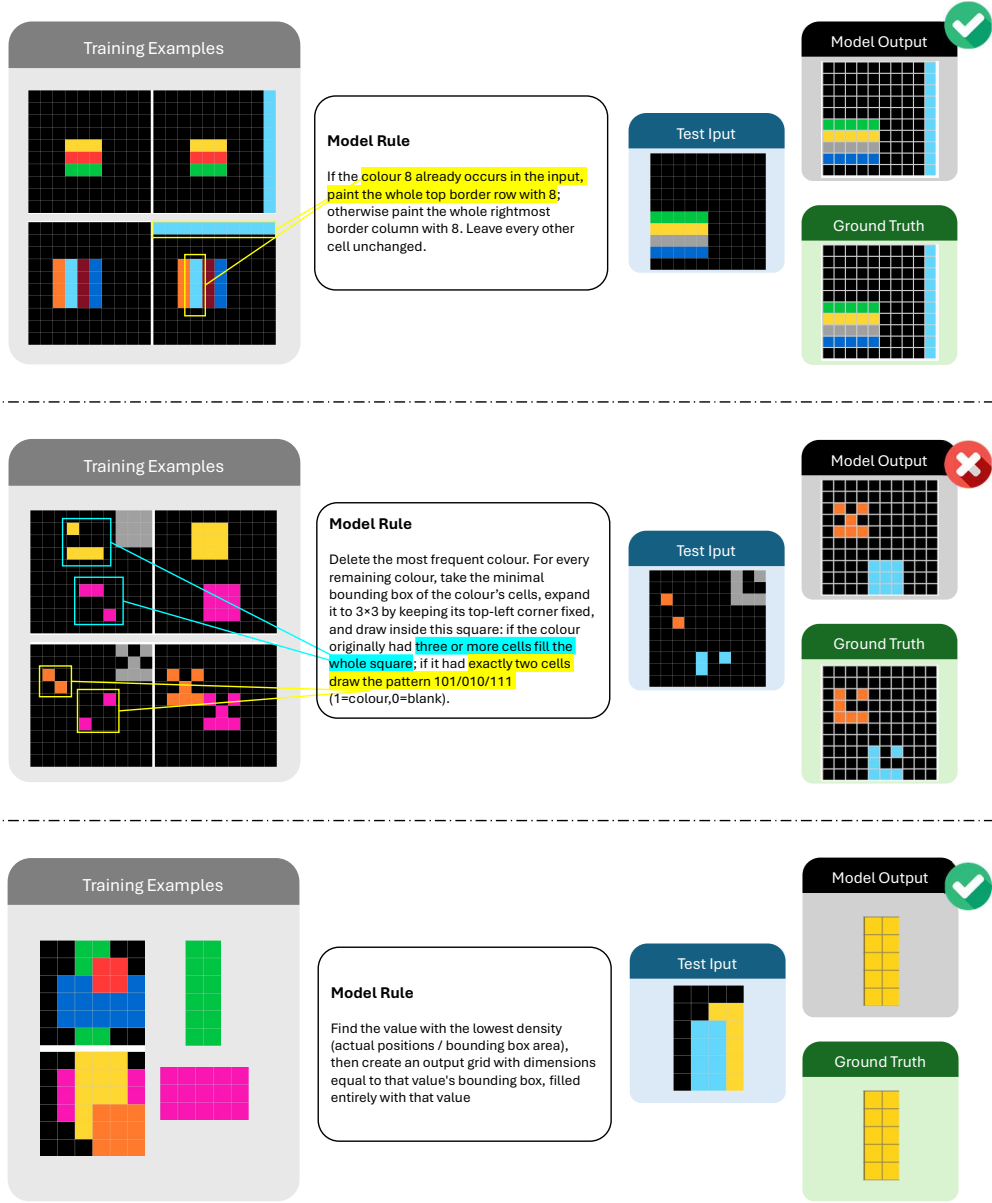 Training Examples
Model Rule
If the colour 8 already occurs in the input,
paint the whole top border row with 8;
otherwise paint the whole rightmost
border column with 8. Leave every other
cell unchanged.
Test Iput
Model Output
Ground Truth
Training Examples
Model Rule
Delete the most frequent colour. For every
remaining colour, take the minimal
bounding box of the colour's cells, expand
it to 3×3 by keeping its top-left corner fixed,
and draw inside this square: if the colour
originally had three or more cells fill the
whole square; if it had exactly two cells
draw the pattern 101/010/111
(1=colour,0=blank).
Test Iput
Model Output
Ground Truth
Training Examples
Model Rule
Find the value with the lowest density
(actual positions / bounding box area),
then create an output grid with dimensions
equal to that value's bounding box, filled
entirely with that value
Test Iput
Model Output
Ground Truth